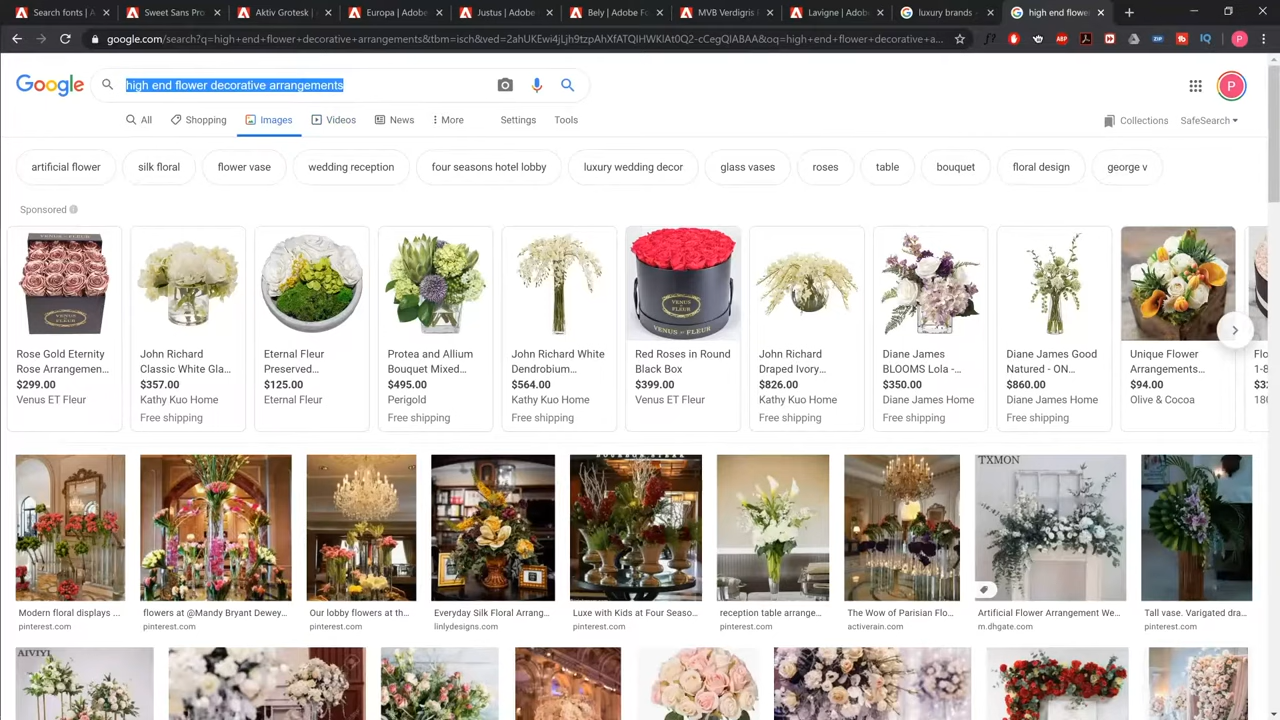 Search fonts | A
Sweet Sans Pro
Aktiv Grotesk |
Europa | Adobe
Justus | Adobe
Bely | Adobe Fo
MVB Verdigris
Lavigne | Adob
luxury brands
high end flower
google.com/search?q=high+end+flower+decorative+arrangements&tbm=isch&ved=2ahUKEwi4jLjh9tzpAhXfATQIHWKlAt0Q2-cCegQIABAA&oq=high+end+flower+decorative+a...
Google
high end flower decorative arrangements
P
All
Shopping
Images
Videos
News
More
Settings
Tools
Collections
SafeSearch
artificial flower
silk floral
flower vase
wedding reception
four seasons hotel lobby
luxury wedding decor
glass vases
roses
table
bouquet
floral design
george v
Sponsored
Rose Gold Eternity
Rose Arrangemen...
$299.00
Venus ET Fleur
John Richard
Classic White Gla...
$357.00
Kathy Kuo Home
Free shipping
Eternal Fleur
Preserved...
$125.00
Eternal Fleur
Protea and Allium
Bouquet Mixed...
$495.00
Perigold
Free shipping
John Richard White
Dendrobium...
$564.00
Kathy Kuo Home
Free shipping
VENUS ET FLEUR
Red Roses in Round
Black Box
$399.00
Venus ET Fleur
John Richard
Draped Ivory...
$826.00
Kathy Kuo Home
Free shipping
Diane James
BLOOMS Lola -...
$350.00
Diane James Home
Free shipping
Diane James Good
Natured - ON...
$860.00
Diane James Home
Free shipping
Unique Flower
Arrangements...
$94.00
Olive & Cocoa
TXMON
Modern floral displays ...
pinterest.com
flowers at @Mandy Bryant Dewey...
pinterest.com
Our lobby flowers at th...
pinterest.com
Everyday Silk Floral Arrang...
linlydesigns.com
Luxe with Kids at Four Seaso...
pinterest.com
reception table arrange...
pinterest.com
The Wow of Parisian Flo...
activerain.com
Artificial Flower Arrangement We...
m.dhgate.com
Tall vase. Varigated dra...
pinterest.com
AIVIYI